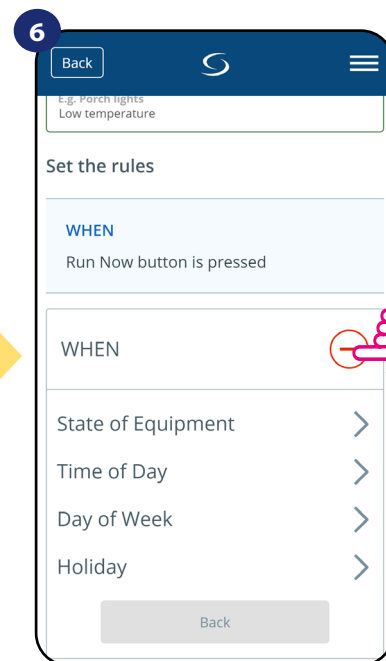 6
Back
E.g. Porch lights
Low temperature
Set the rules
WHEN
Run Now button is pressed
WHEN
State of Equipment
Time of Day
Day of Week
Holiday
Back